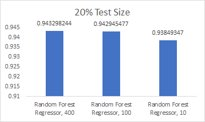 20% Test Size
0.943298244
0.942945477
0.93849347
0.945
0.94
0.935
0.93
0.925
0.92
0.915
0.91
Random Forest
Regressor, 400
Random Forest
Regressor, 100
Random Forest
Regressor, 10